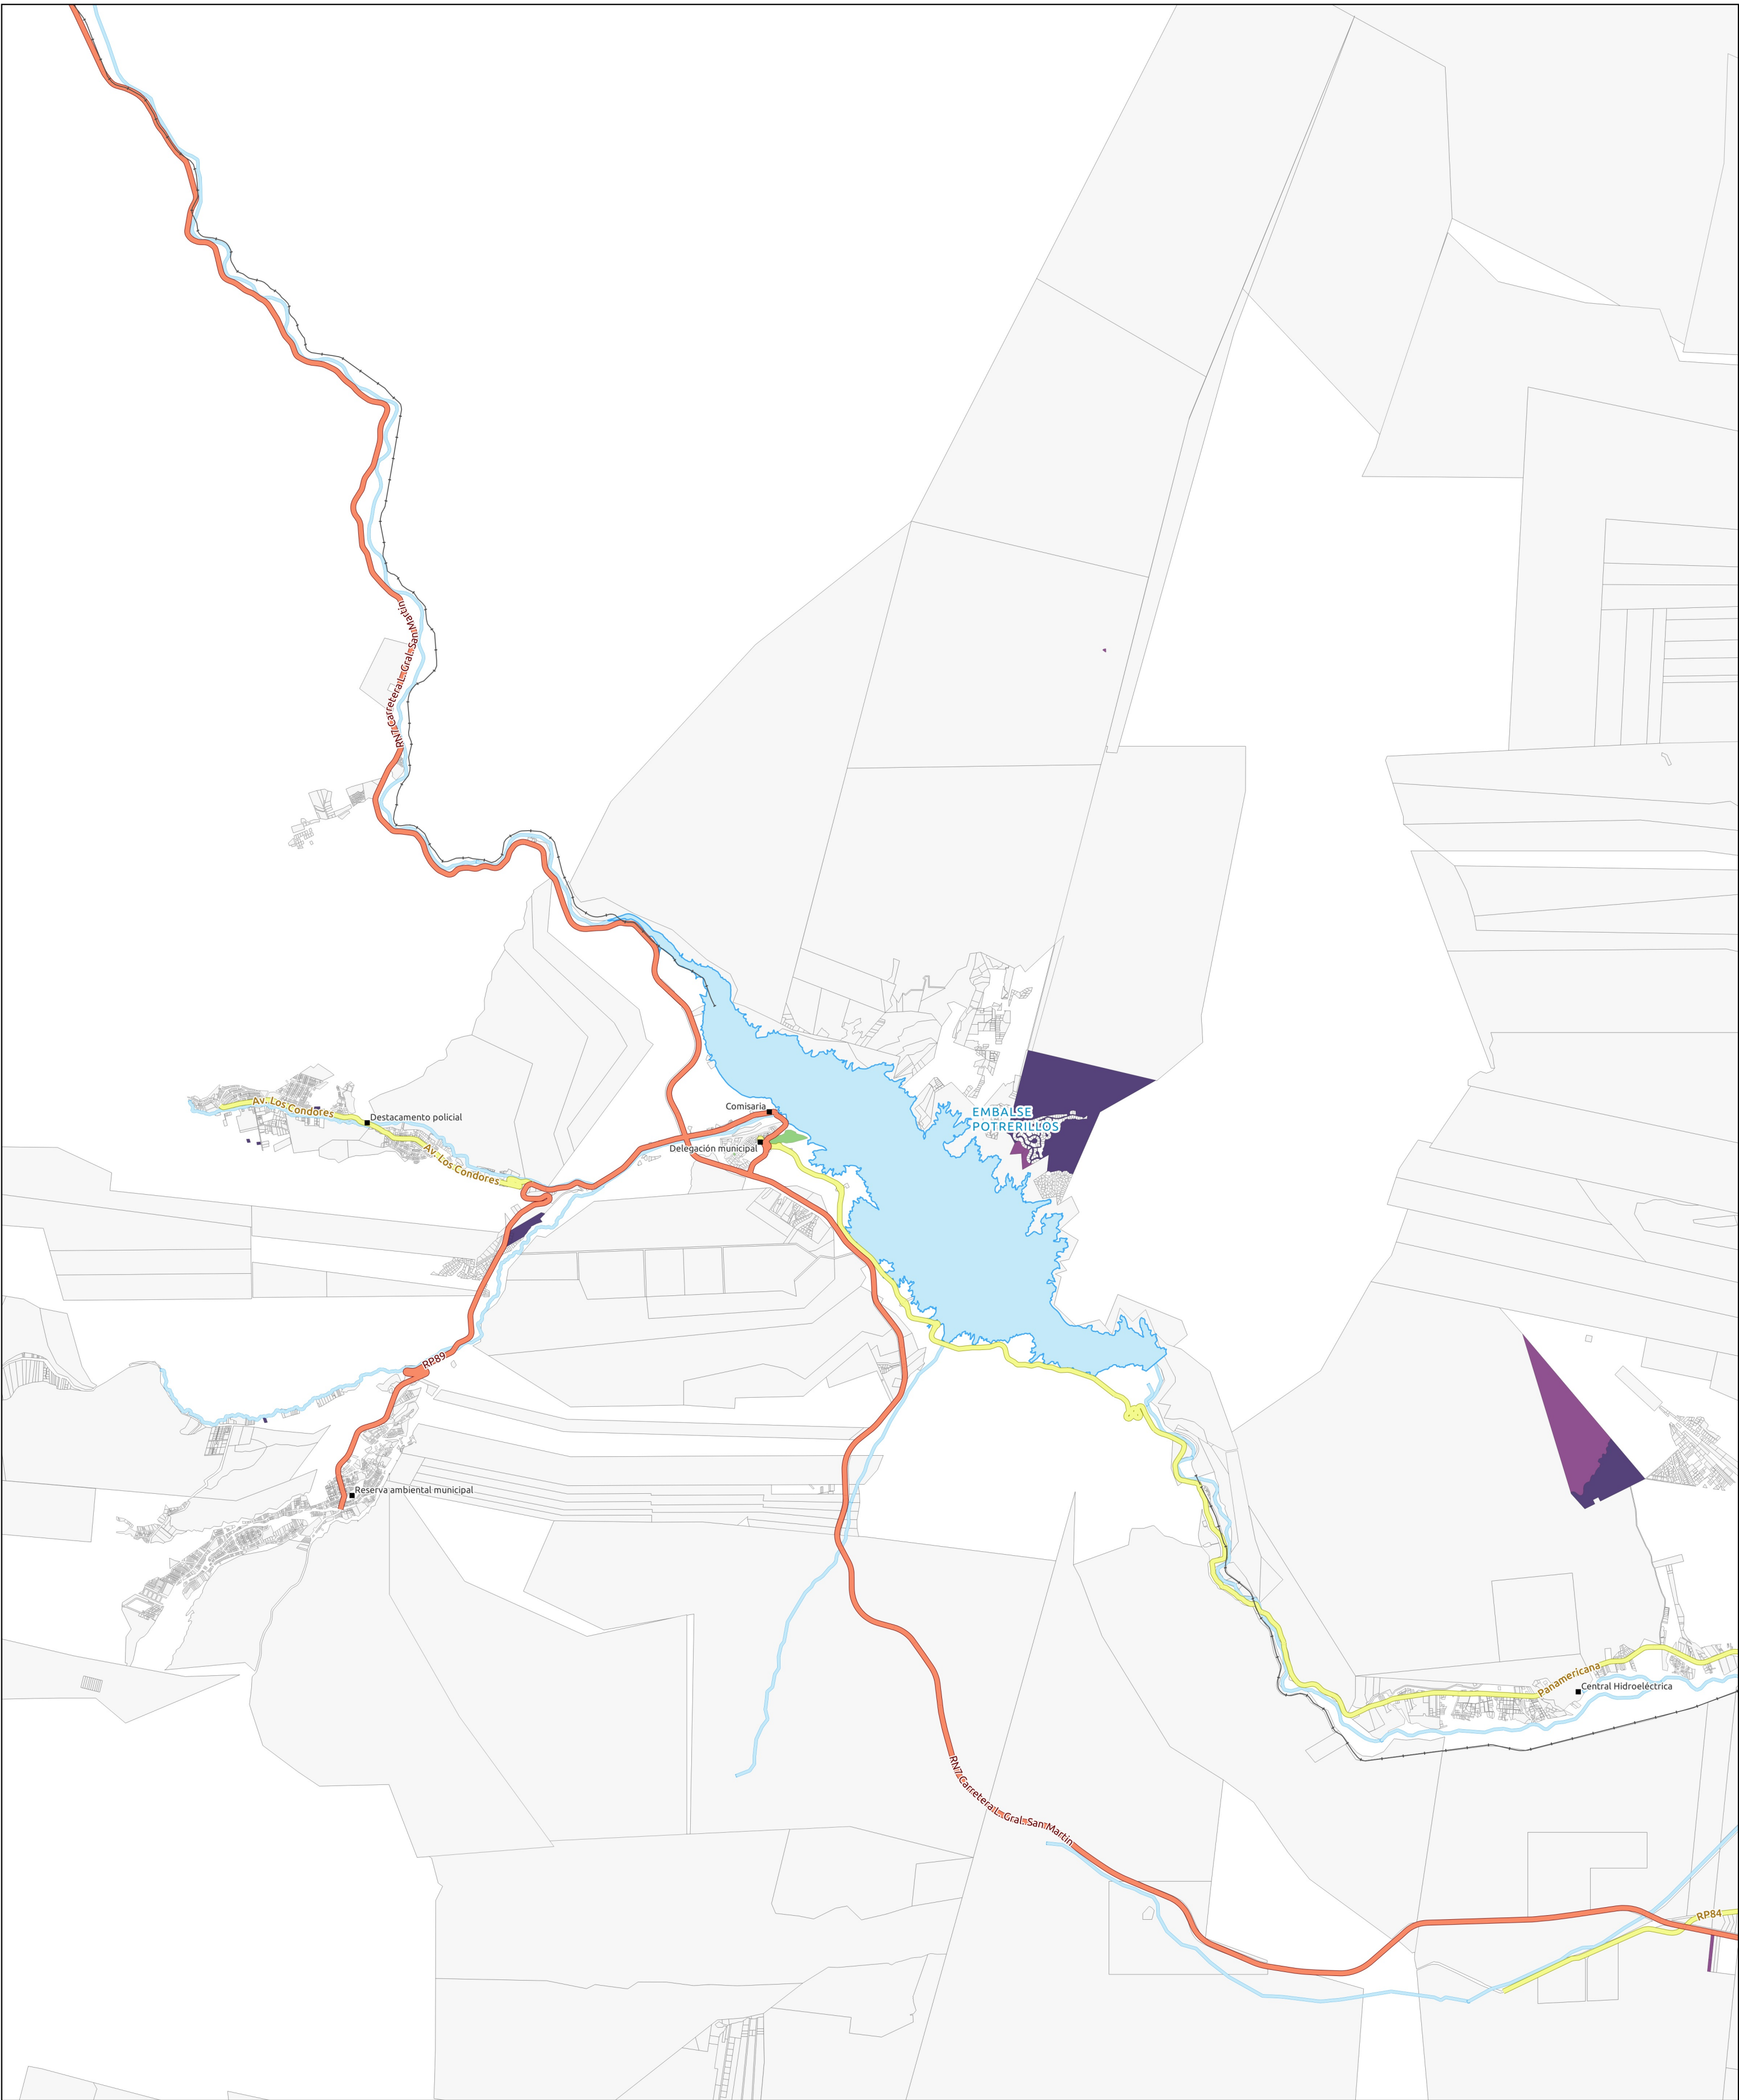 RN7 Carretera L. Gral. San Martín
Comisaria
EMBALSE
POTRERILLOS
Av. Los Condores
Destacamento policial
Delegación municipal
Av. Los Condores
RP89
Reserva ambiental municipal
Panamericana
Central Hidroeléctrica
RN7 Carretera L. Gral. San Martín
RP84